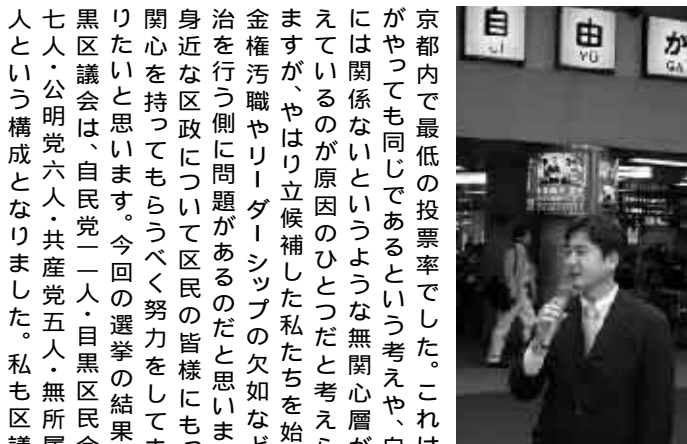 京都内で最低の投票率でした。これは
がやっても同じであるという考えや、自
には関係ないというような無関心層が
えているのが原因のひとつだと考えら
ますが、やはり立候補した私たちを始
金権汚職やリーダーシップの欠如など
治を行う側に問題があるのだと思いま
身近な区政について区民の皆様にもっ
関心を持ってもらうべく努力をしてま
りたいと思います。今回の選挙の結果
黒区議会は、自民党一一人・目黒区民会
七人・公明党六人・共産党五人・無所属
人という構成となりました。私も区議
自 由 が
JI YŪ GA